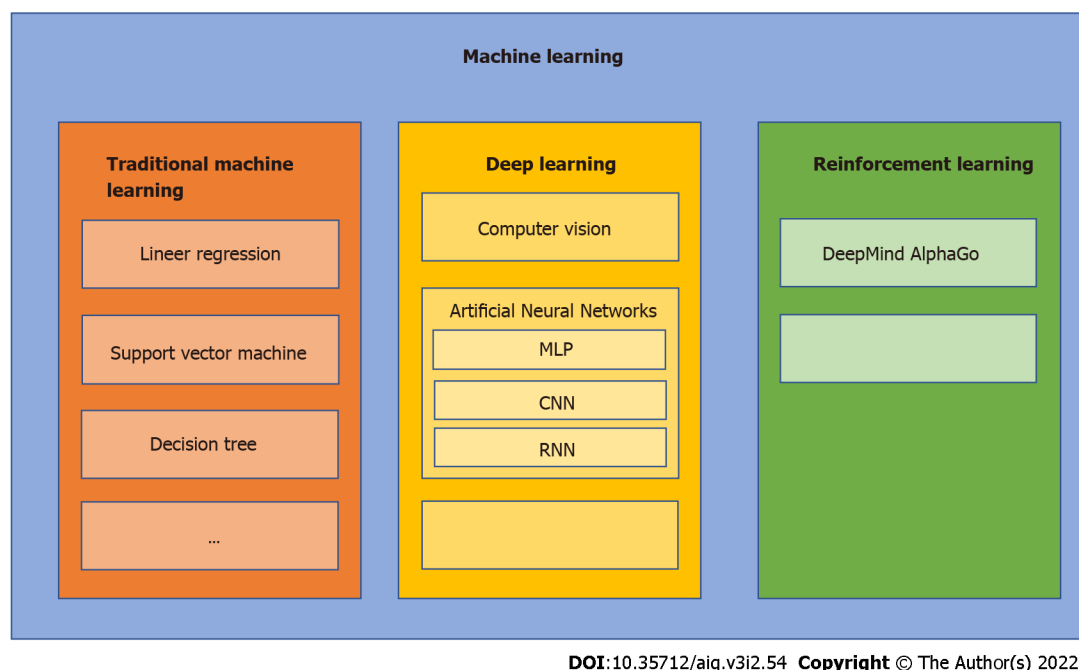 Machine learning
Traditional machine
learning
Lineer regression
Support vector machine
Decision tree
...
Deep learning
Computer vision
Artificial Neural Networks
MLP
CNN
RNN
Reinforcement learning
DeepMind AlphaGo
DOI:10.35712/aig.v3i2.54 Copyright © The Author(s) 2022